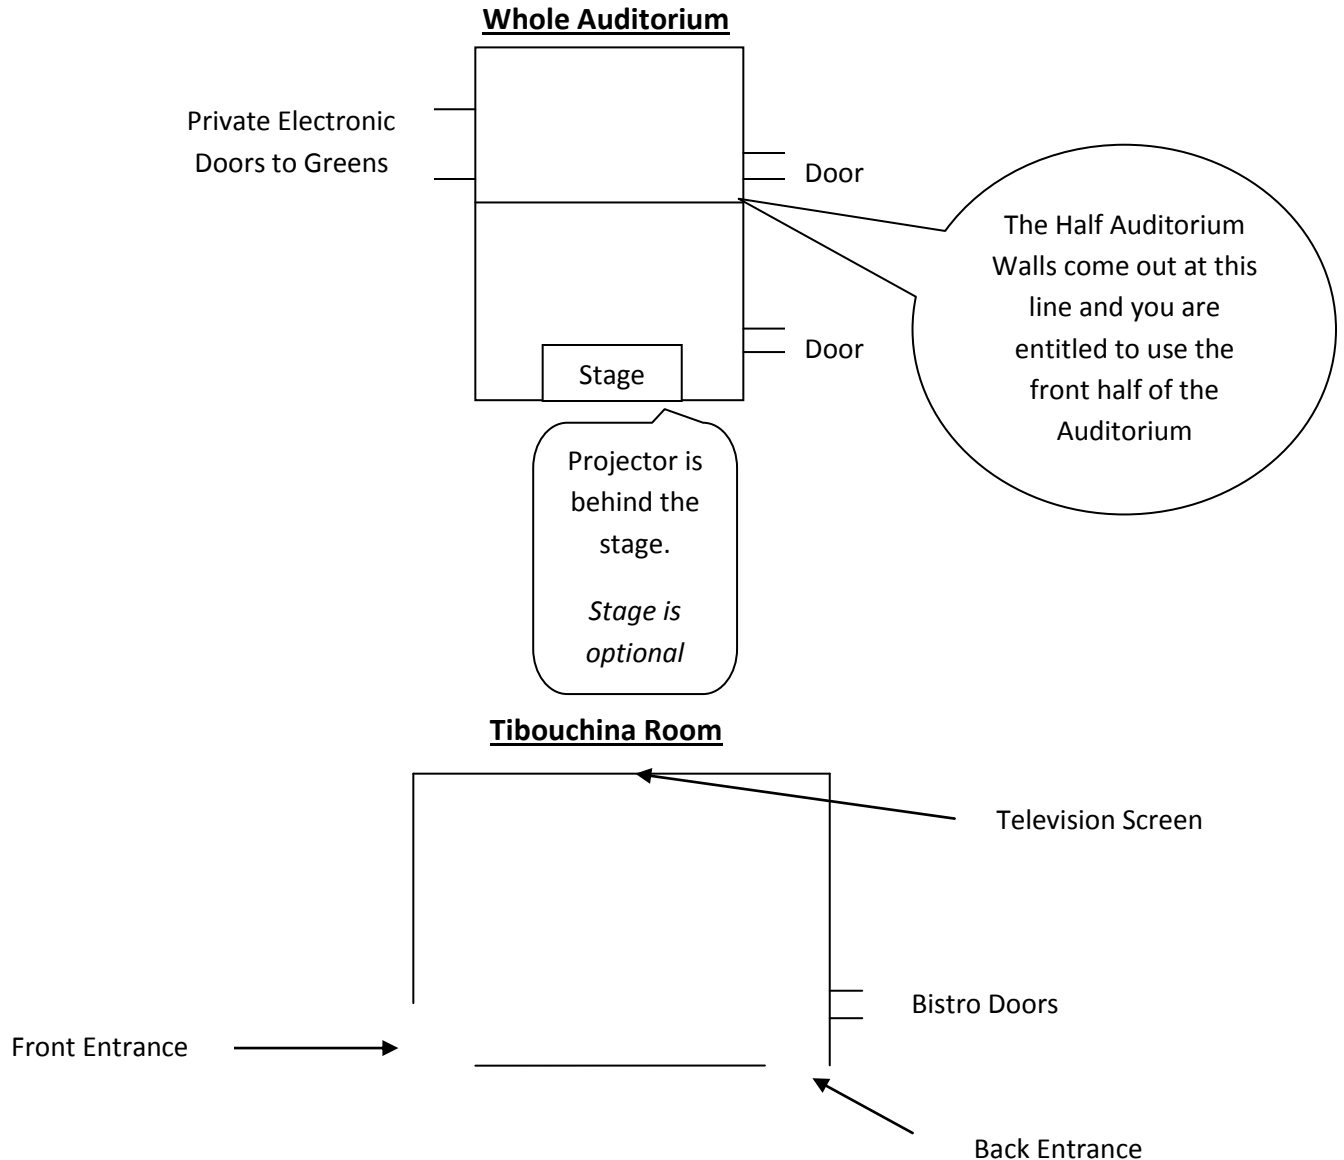 Whole Auditorium
Private Electronic
Doors to Greens
Door
The Half Auditorium
Walls come out at this
line and you are
entitled to use the
front half of the
Auditorium
Door
Stage
Projector is
behind the
stage.
Stage is
optional
Tibouchina Room
Television Screen
Bistro Doors
Front Entrance
Back Entrance